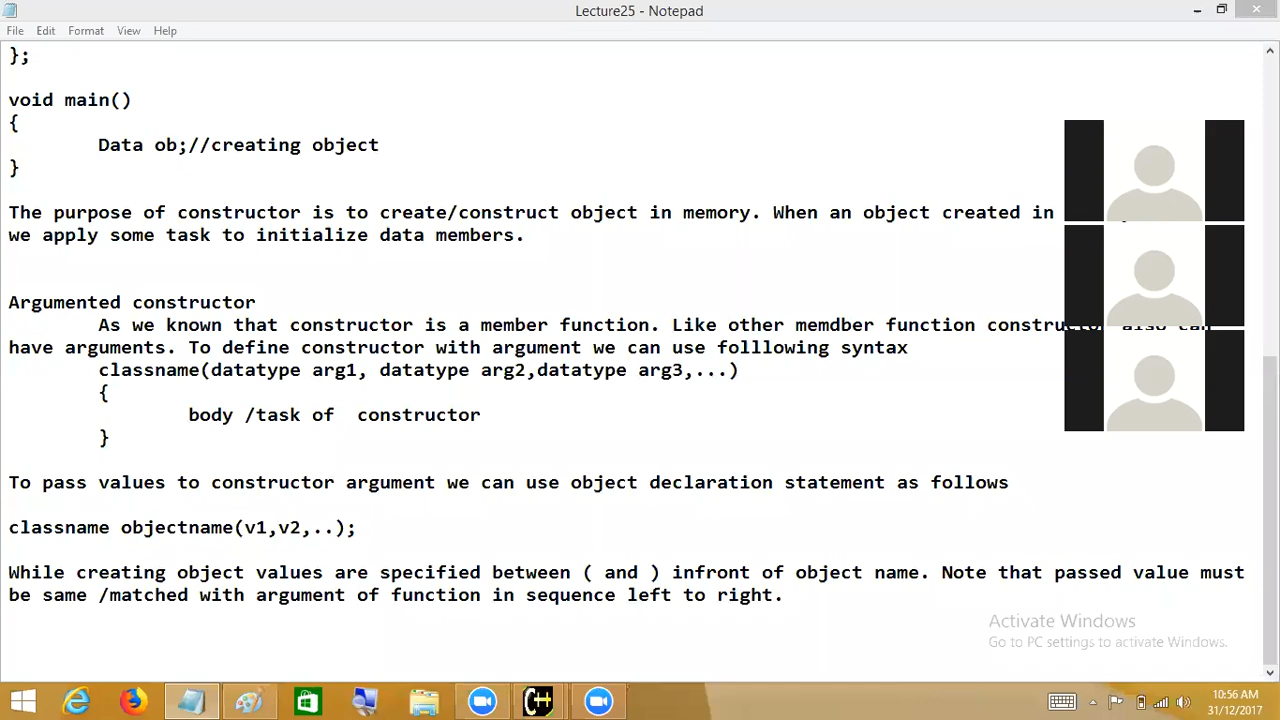 Lecture25 - Notepad
File Edit Format View Help
};
void main()
{
Data ob;//creating object
}
The purpose of constructor is to create/construct object in memory. When an object created in
we apply some task to initialize data members.
Argumented constructor
As we known that constructor is a member function. Like other memdber function constructor also can
have arguments. To define constructor with argument we can use folllowing syntax
classname(datatype arg1, datatype arg2,datatype arg3,...)
{
body /task of  constructor
}
To pass values to constructor argument we can use object declaration statement as follows
classname objectname(v1,v2,..);
While creating object values are specified between ( and ) infront of object name. Note that passed value must
be same /matched with argument of function in sequence left to right.
Activate Windows
Go to PC settings to activate Windows.
C++
10:56 AM
31/12/2017